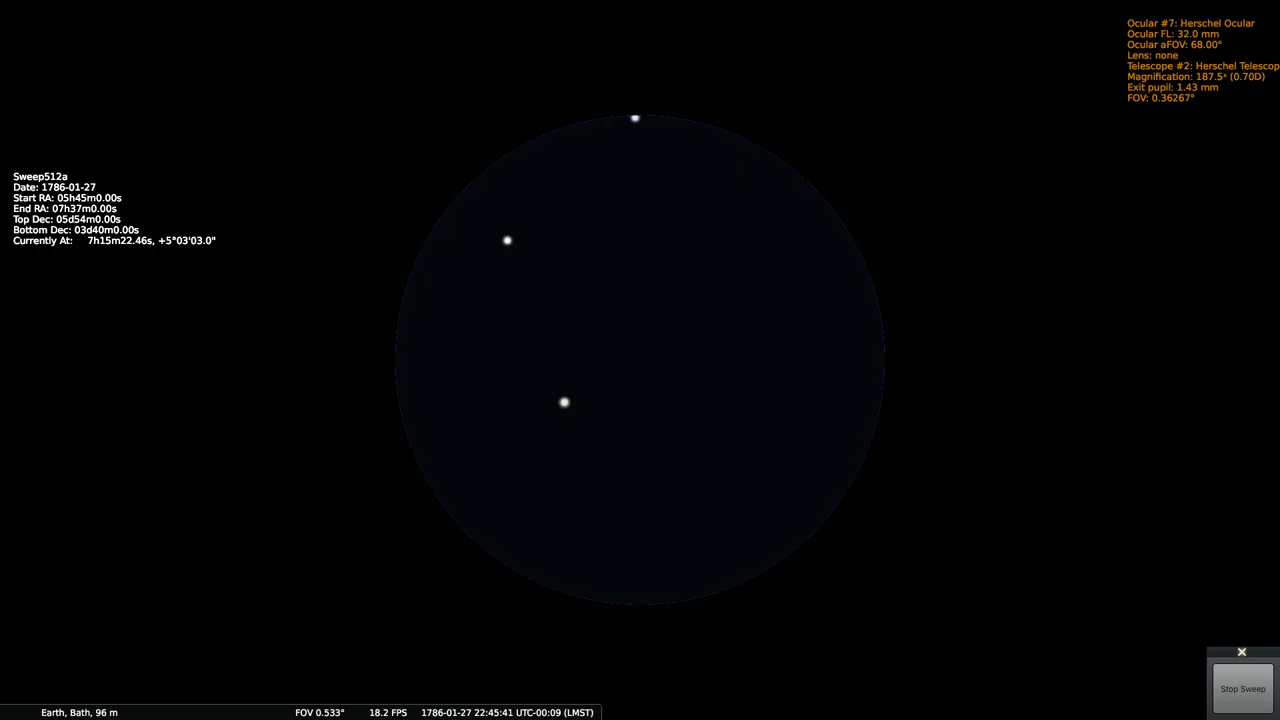 Ocular #7: Herschel Ocular
Ocular FL: 32.0 mm
Ocular aFOV: 68.00°
Lens: none
Telescope #2: Herschel Telescop
Magnification: 187.5ˣ (0.70D)
Exit pupil: 1.43 mm
FOV: 0.36267°
Sweep512a
Date: 1786-01-27
Start RA: 05h45m0.00s
End RA: 07h37m0.00s
Top Dec: 05d54m0.00s
Bottom Dec: 03d40m0.00s
Currently At: 7h15m22.46s, +5°03'03.0"
Stop Sweep
Earth, Bath, 96 m FOV 0.533° 18.2 FPS 1786-01-27 22:45:41 UTC-00:09 (LMST)